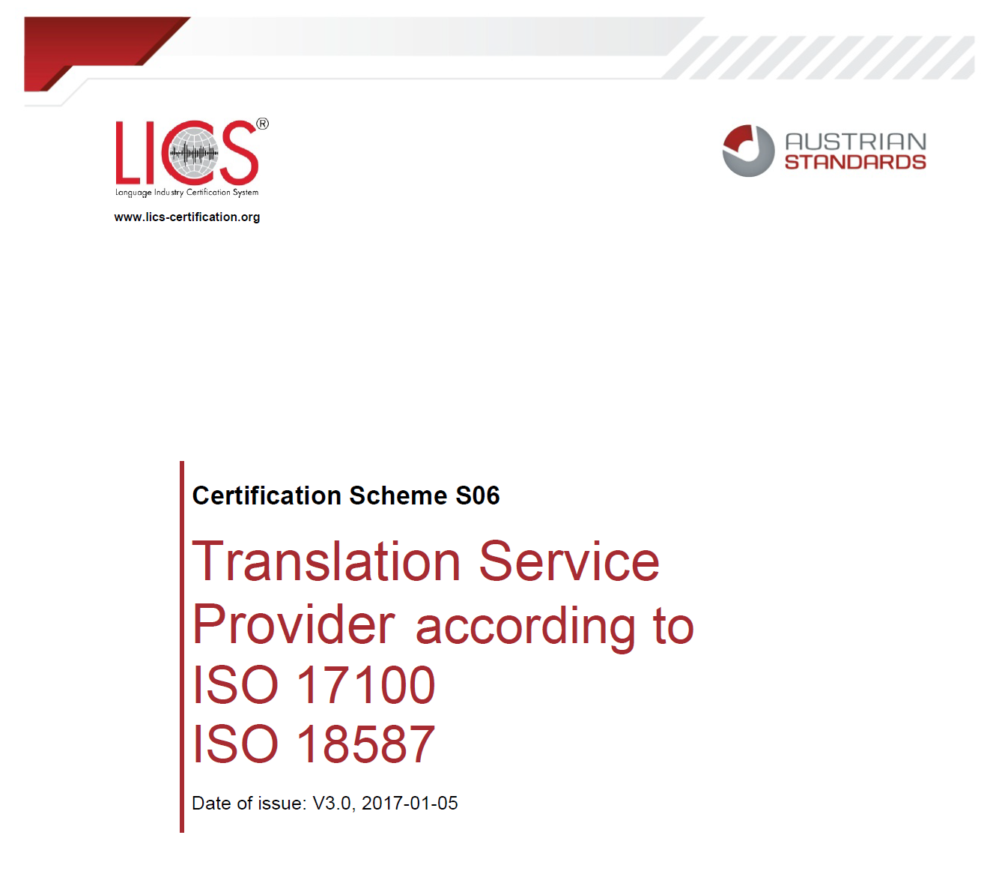 LICS®
Language Industry Certification System
www.lics-certification.org
AUSTRIAN
STANDARDS
Certification Scheme S06
Translation Service
Provider according to
ISO 17100
ISO 18587
Date of issue: V3.0, 2017-01-05